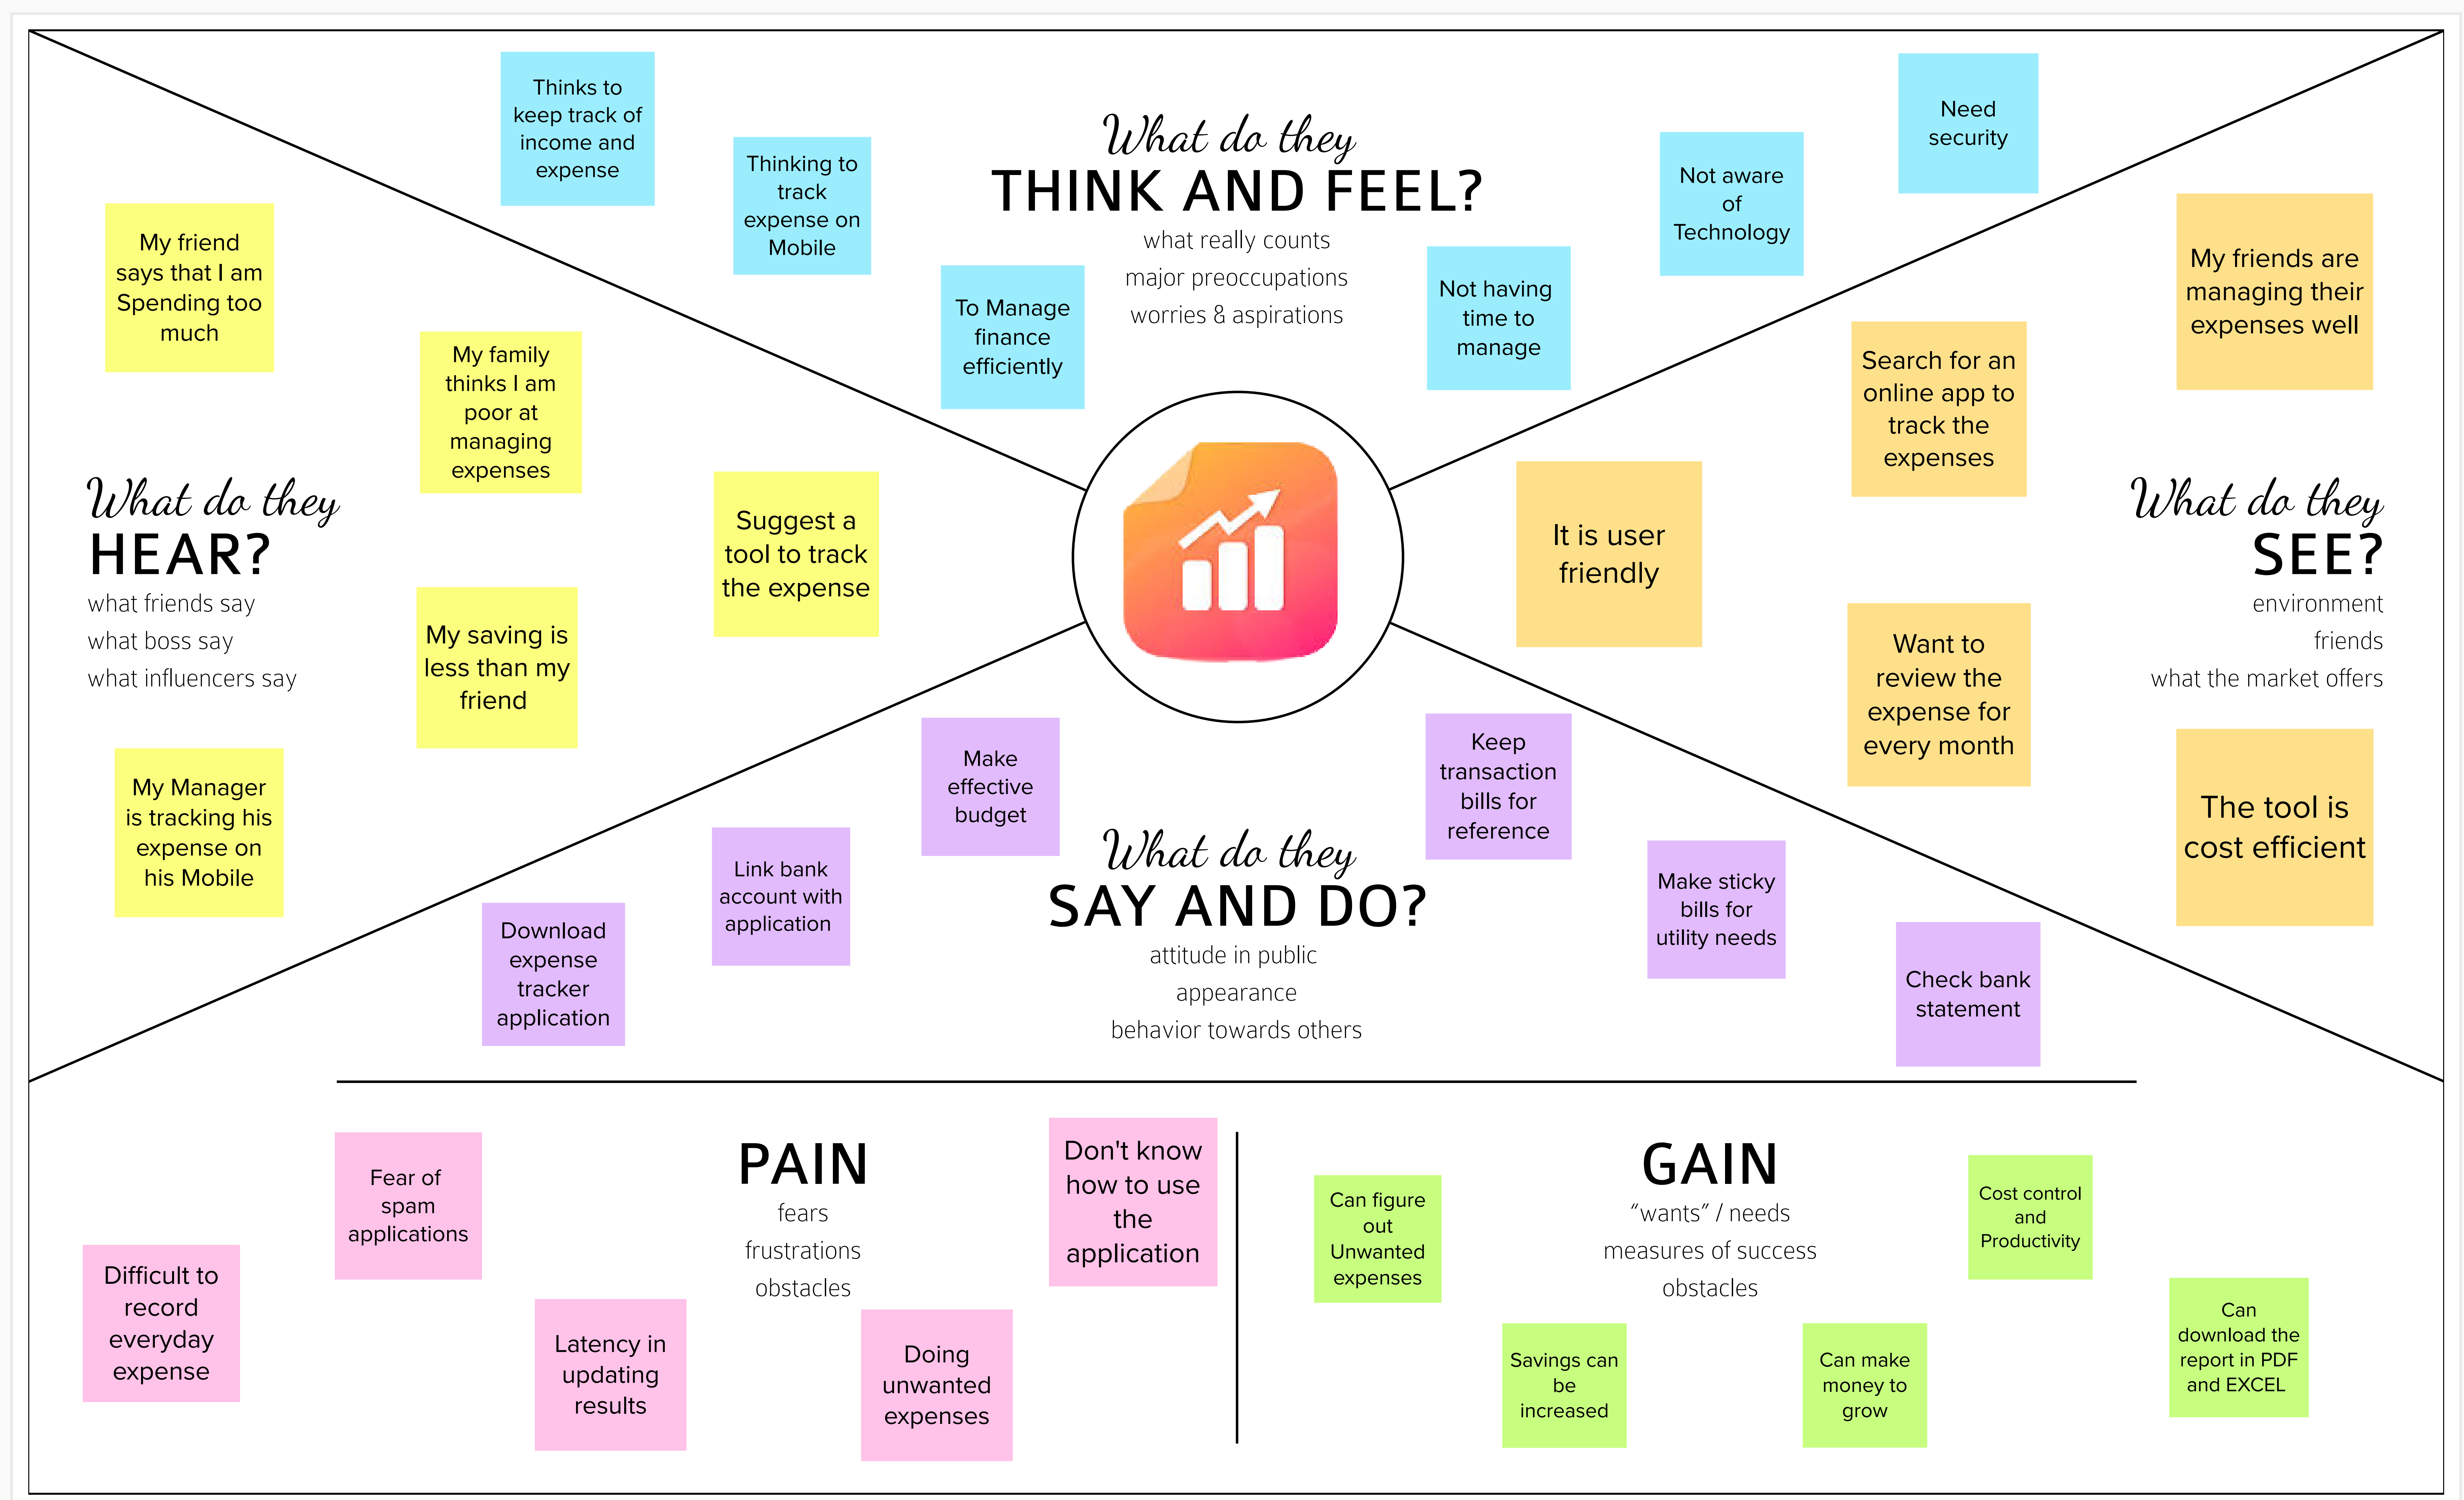 What do they
THINK AND FEEL?
what really counts
major preoccupations
worries & aspirations
Thinks to
keep track of
income and
expense
Thinking to
track
expense on
Mobile
To Manage
finance
efficiently
Not having
time to
manage
Not aware
of
Technology
Need
security
What do they
HEAR?
what friends say
what boss say
what influencers say
My friend
says that I am
Spending too
much
My family
thinks I am
poor at
managing
expenses
Suggest a
tool to track
the expense
My saving is
less than my
friend
My Manager
is tracking his
expense on
his Mobile
What do they
SEE?
environment
friends
what the market offers
My friends are
managing their
expenses well
Search for an
online app to
track the
expenses
It is user
friendly
Want to
review the
expense for
every month
The tool is
cost efficient
What do they
SAY AND DO?
attitude in public
appearance
behavior towards others
Download
expense
tracker
application
Link bank
account with
application
Make
effective
budget
Keep
transaction
bills for
reference
Make sticky
bills for
utility needs
Check bank
statement
PAIN
fears
frustrations
obstacles
Difficult to
record
everyday
expense
Fear of
spam
applications
Latency in
updating
results
Doing
unwanted
expenses
Don't know
how to use
the
application
GAIN
“wants” / needs
measures of success
obstacles
Can figure
out
Unwanted
expenses
Savings can
be
increased
Can make
money to
grow
Cost control
and
Productivity
Can
download the
report in PDF
and EXCEL